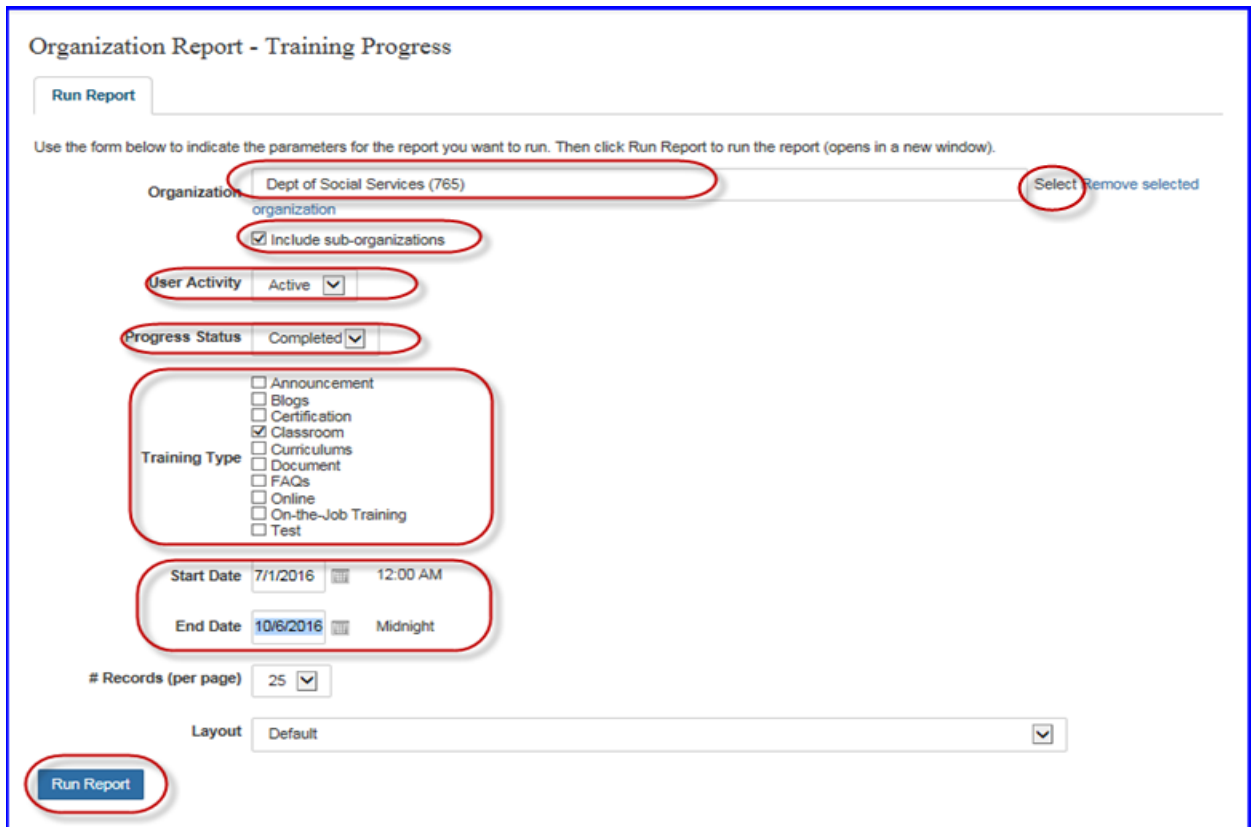 Organization Report - Training Progress
Run Report
Use the form below to indicate the parameters for the report you want to run. Then click Run Report to run the report (opens in a new window).
Organization Dept of Social Services (765) Select Remove selected
organization
Include sub-organizations
User Activity Active
Progress Status Completed
Announcement
Blogs
Certification
Classroom
Curriculums
Training Type
Document
FAQs
Online
On-the-Job Training
Test
Start Date 7/1/2016 12:00 AM
End Date 10/6/2016 Midnight
# Records (per page) 25
Layout Default
Run Report